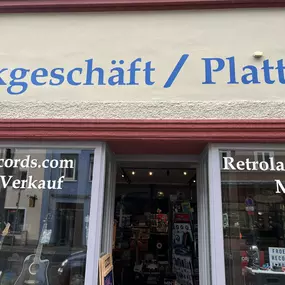 kgeschäft / Platt
cords.com
Verkauf
Retrola
M